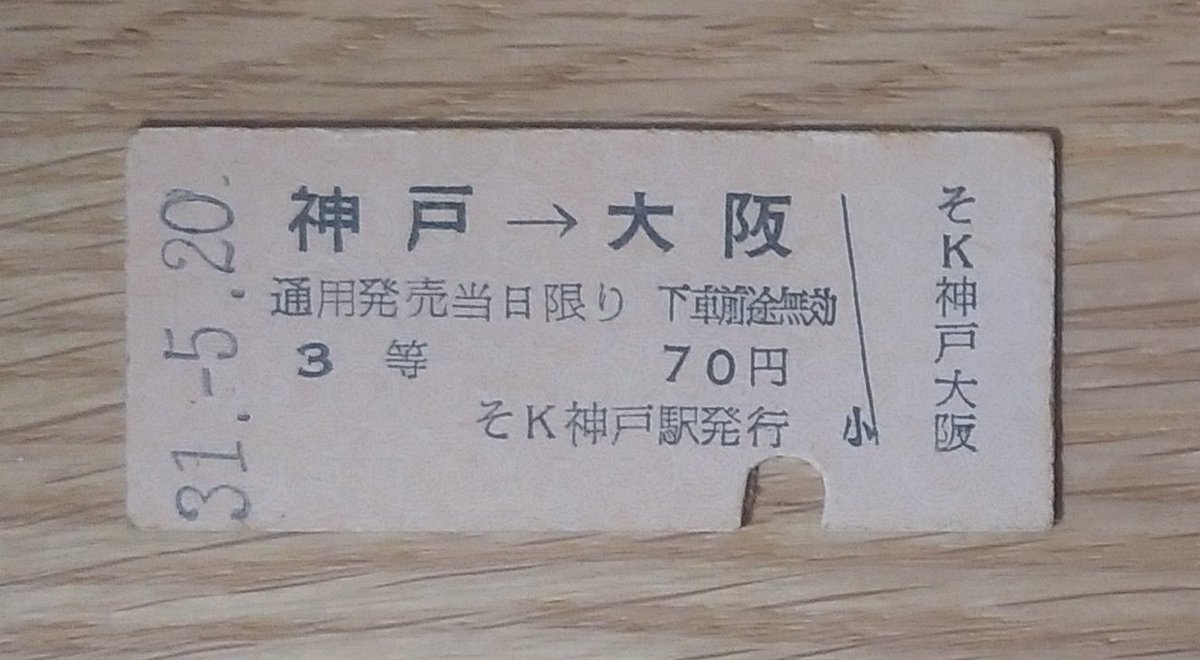 31.-5.20.
神戸→大阪
通用発売当日限り 下車前途無効
3等 70円
そK神戸駅発行
小
そK神戸大阪